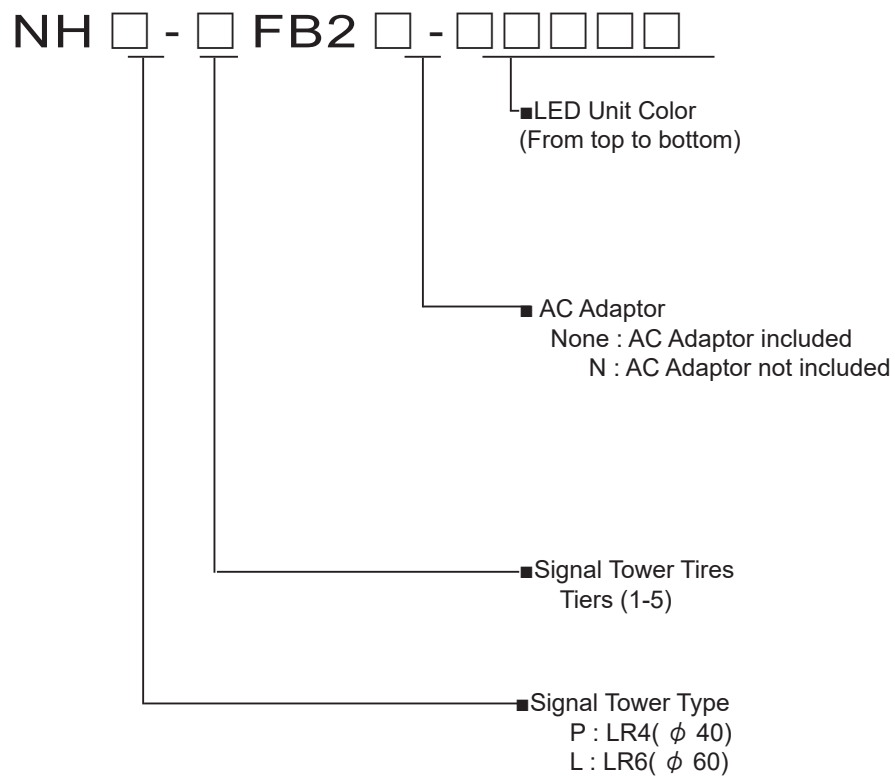 NH □ - □ FB2 □ - □□□□□
■LED Unit Color
(From top to bottom)
■ AC Adaptor
None : AC Adaptor included
N : AC Adaptor not included
■Signal Tower Tires
Tiers (1-5)
■Signal Tower Type
P : LR4( ϕ 40)
L : LR6( ϕ 60)